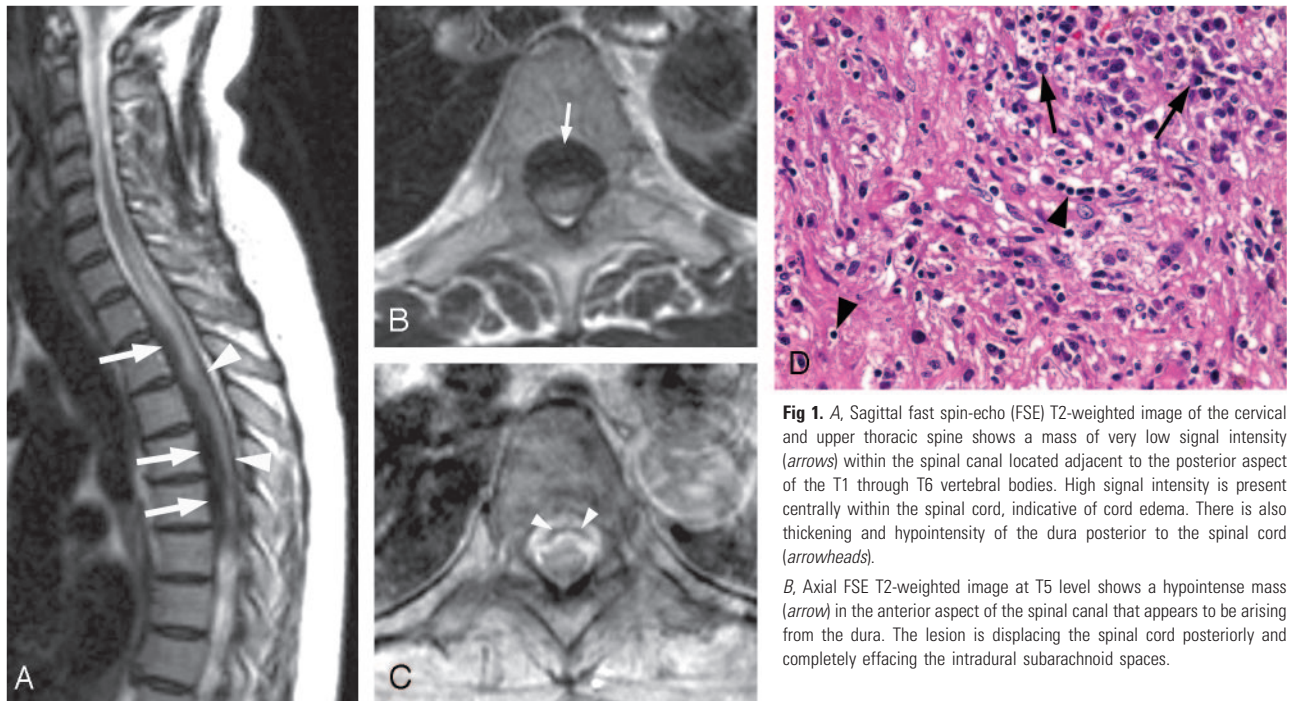 A
B
C
D
Fig 1. A, Sagittal fast spin-echo (FSE) T2-weighted image of the cervical
and upper thoracic spine shows a mass of very low signal intensity
(arrows) within the spinal canal located adjacent to the posterior aspect
of the T1 through T6 vertebral bodies. High signal intensity is present
centrally within the spinal cord, indicative of cord edema. There is also
thickening and hypointensity of the dura posterior to the spinal cord
(arrowheads).
B, Axial FSE T2-weighted image at T5 level shows a hypointense mass
(arrow) in the anterior aspect of the spinal canal that appears to be arising
from the dura. The lesion is displacing the spinal cord posteriorly and
completely effacing the intradural subarachnoid spaces.